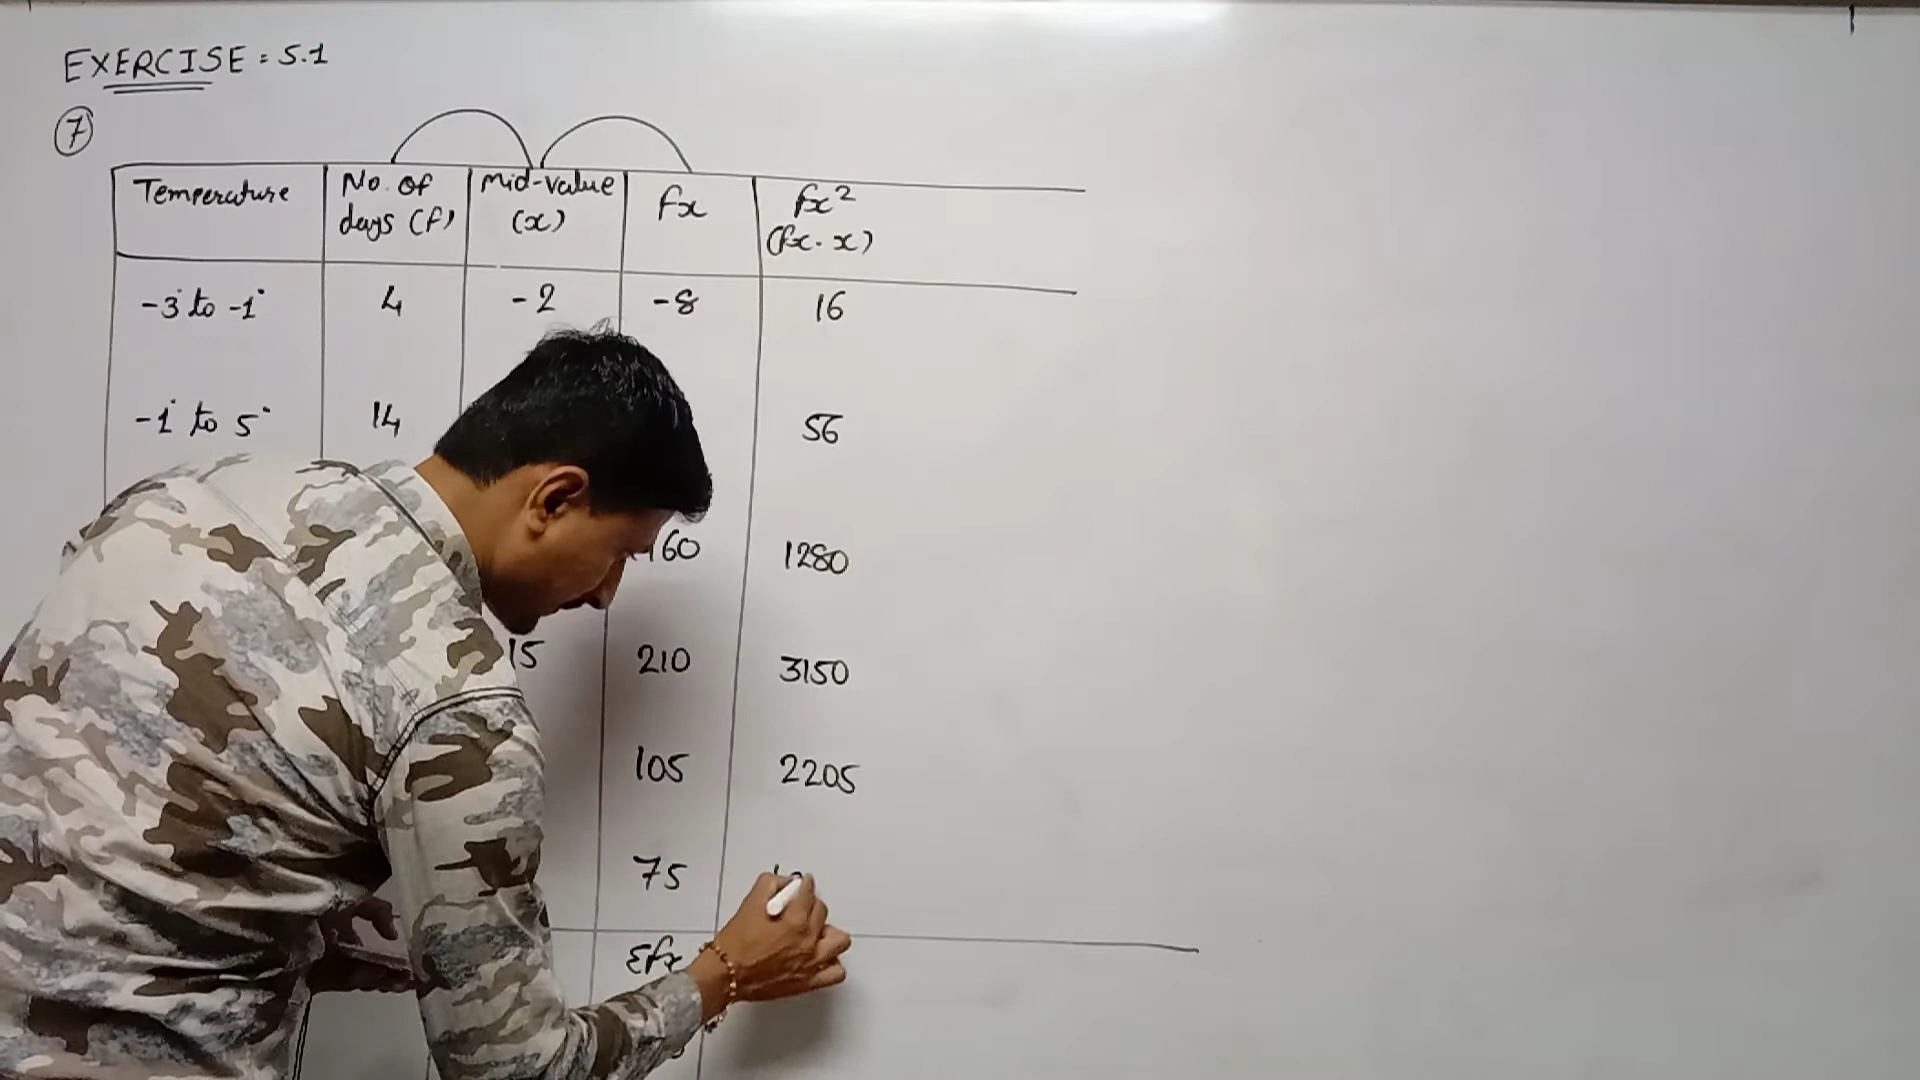 EXERCISE = 5.1
7
Temperature No. of days (f) Mid-value (x) fx fx² (fx. x)
-3° to -1° 4 -2 -8 16
-1° to 5° 14 56
160 1280
15 210 3150
105 2205
75
Σfx